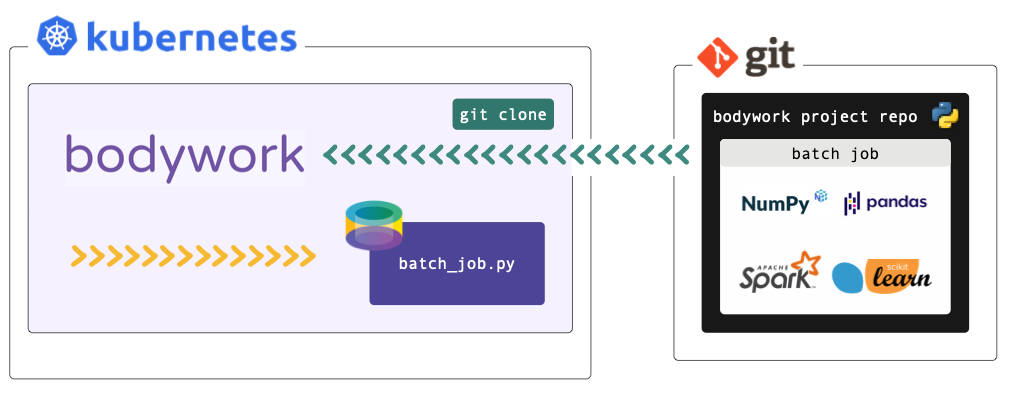 kubernetes
git
git clone
bodywork
batch_job.py
bodywork project repo
batch job
NumPy
pandas
APACHE
Spark
scikit
learn